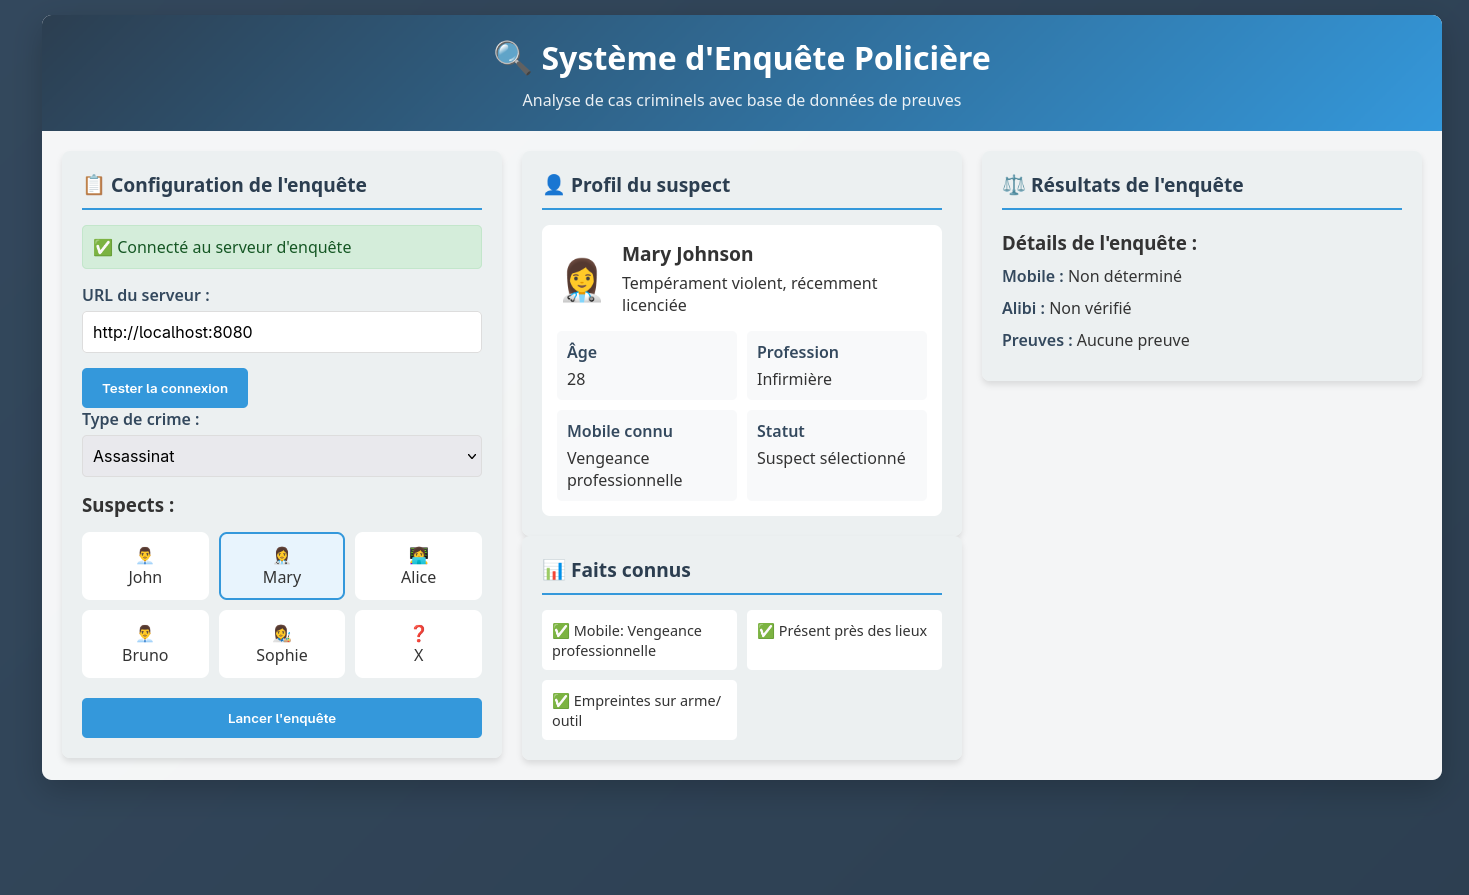 🔍 Système d'Enquête Policière
Analyse de cas criminels avec base de données de preuves
📋 Configuration de l'enquête
✅ Connecté au serveur d'enquête
URL du serveur :
http://localhost:8080
Tester la connexion
Type de crime :
Assassinat
Suspects :
John
Mary
Alice
Bruno
Sophie
❓
X
Lancer l'enquête
👤 Profil du suspect
Mary Johnson
Tempérament violent, récemment
licenciée
Âge
28
Profession
Infirmière
Mobile connu
Vengeance
professionnelle
Statut
Suspect sélectionné
📊 Faits connus
✅ Mobile: Vengeance
professionnelle
✅ Présent près des lieux
✅ Empreintes sur arme/
outil
⚖️ Résultats de l'enquête
Détails de l'enquête :
Mobile : Non déterminé
Alibi : Non vérifié
Preuves : Aucune preuve